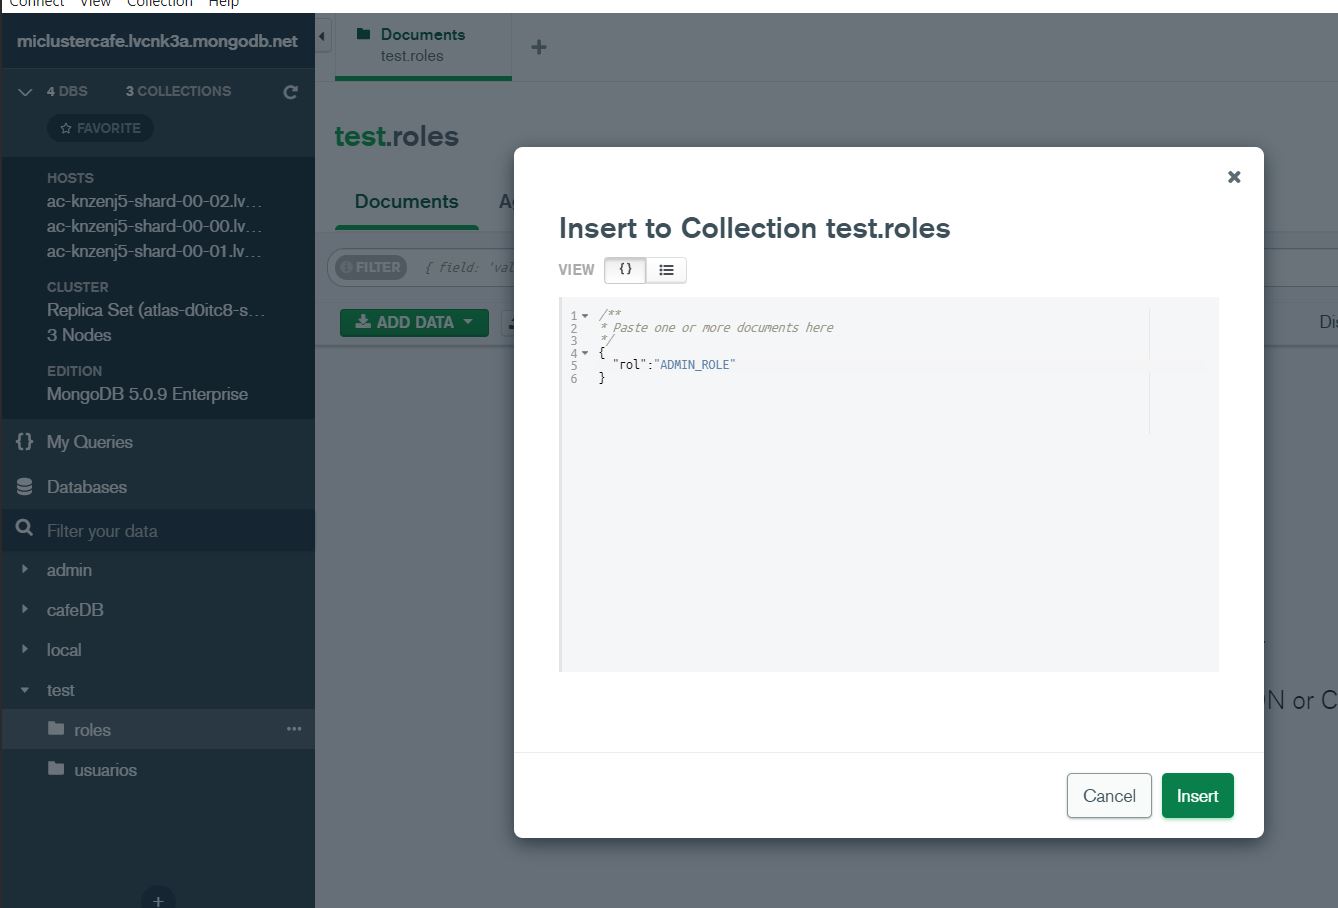 Connect View Collection Help
miclustercafe.lvcnk3a.mongodb.net
4 DBS 3 COLLECTIONS
FAVORITE
HOSTS
ac-knzenj5-shard-00-02.lv...
ac-knzenj5-shard-00-00.lv...
ac-knzenj5-shard-00-01.lv...
CLUSTER
Replica Set (atlas-d0itc8-s...
3 Nodes
EDITION
MongoDB 5.0.9 Enterprise
{} My Queries
Databases
Filter your data
admin
cafeDB
local
test
roles ...
usuarios
+
Documents
test.roles
+
test.roles
Documents A
FILTER { field: 'val
ADD DATA
Di
N or C
Insert to Collection test.roles
VIEW {}
1 /**
2 * Paste one or more documents here
3 */
4 {
5 "rol":"ADMIN_ROLE"
6 }
Cancel Insert